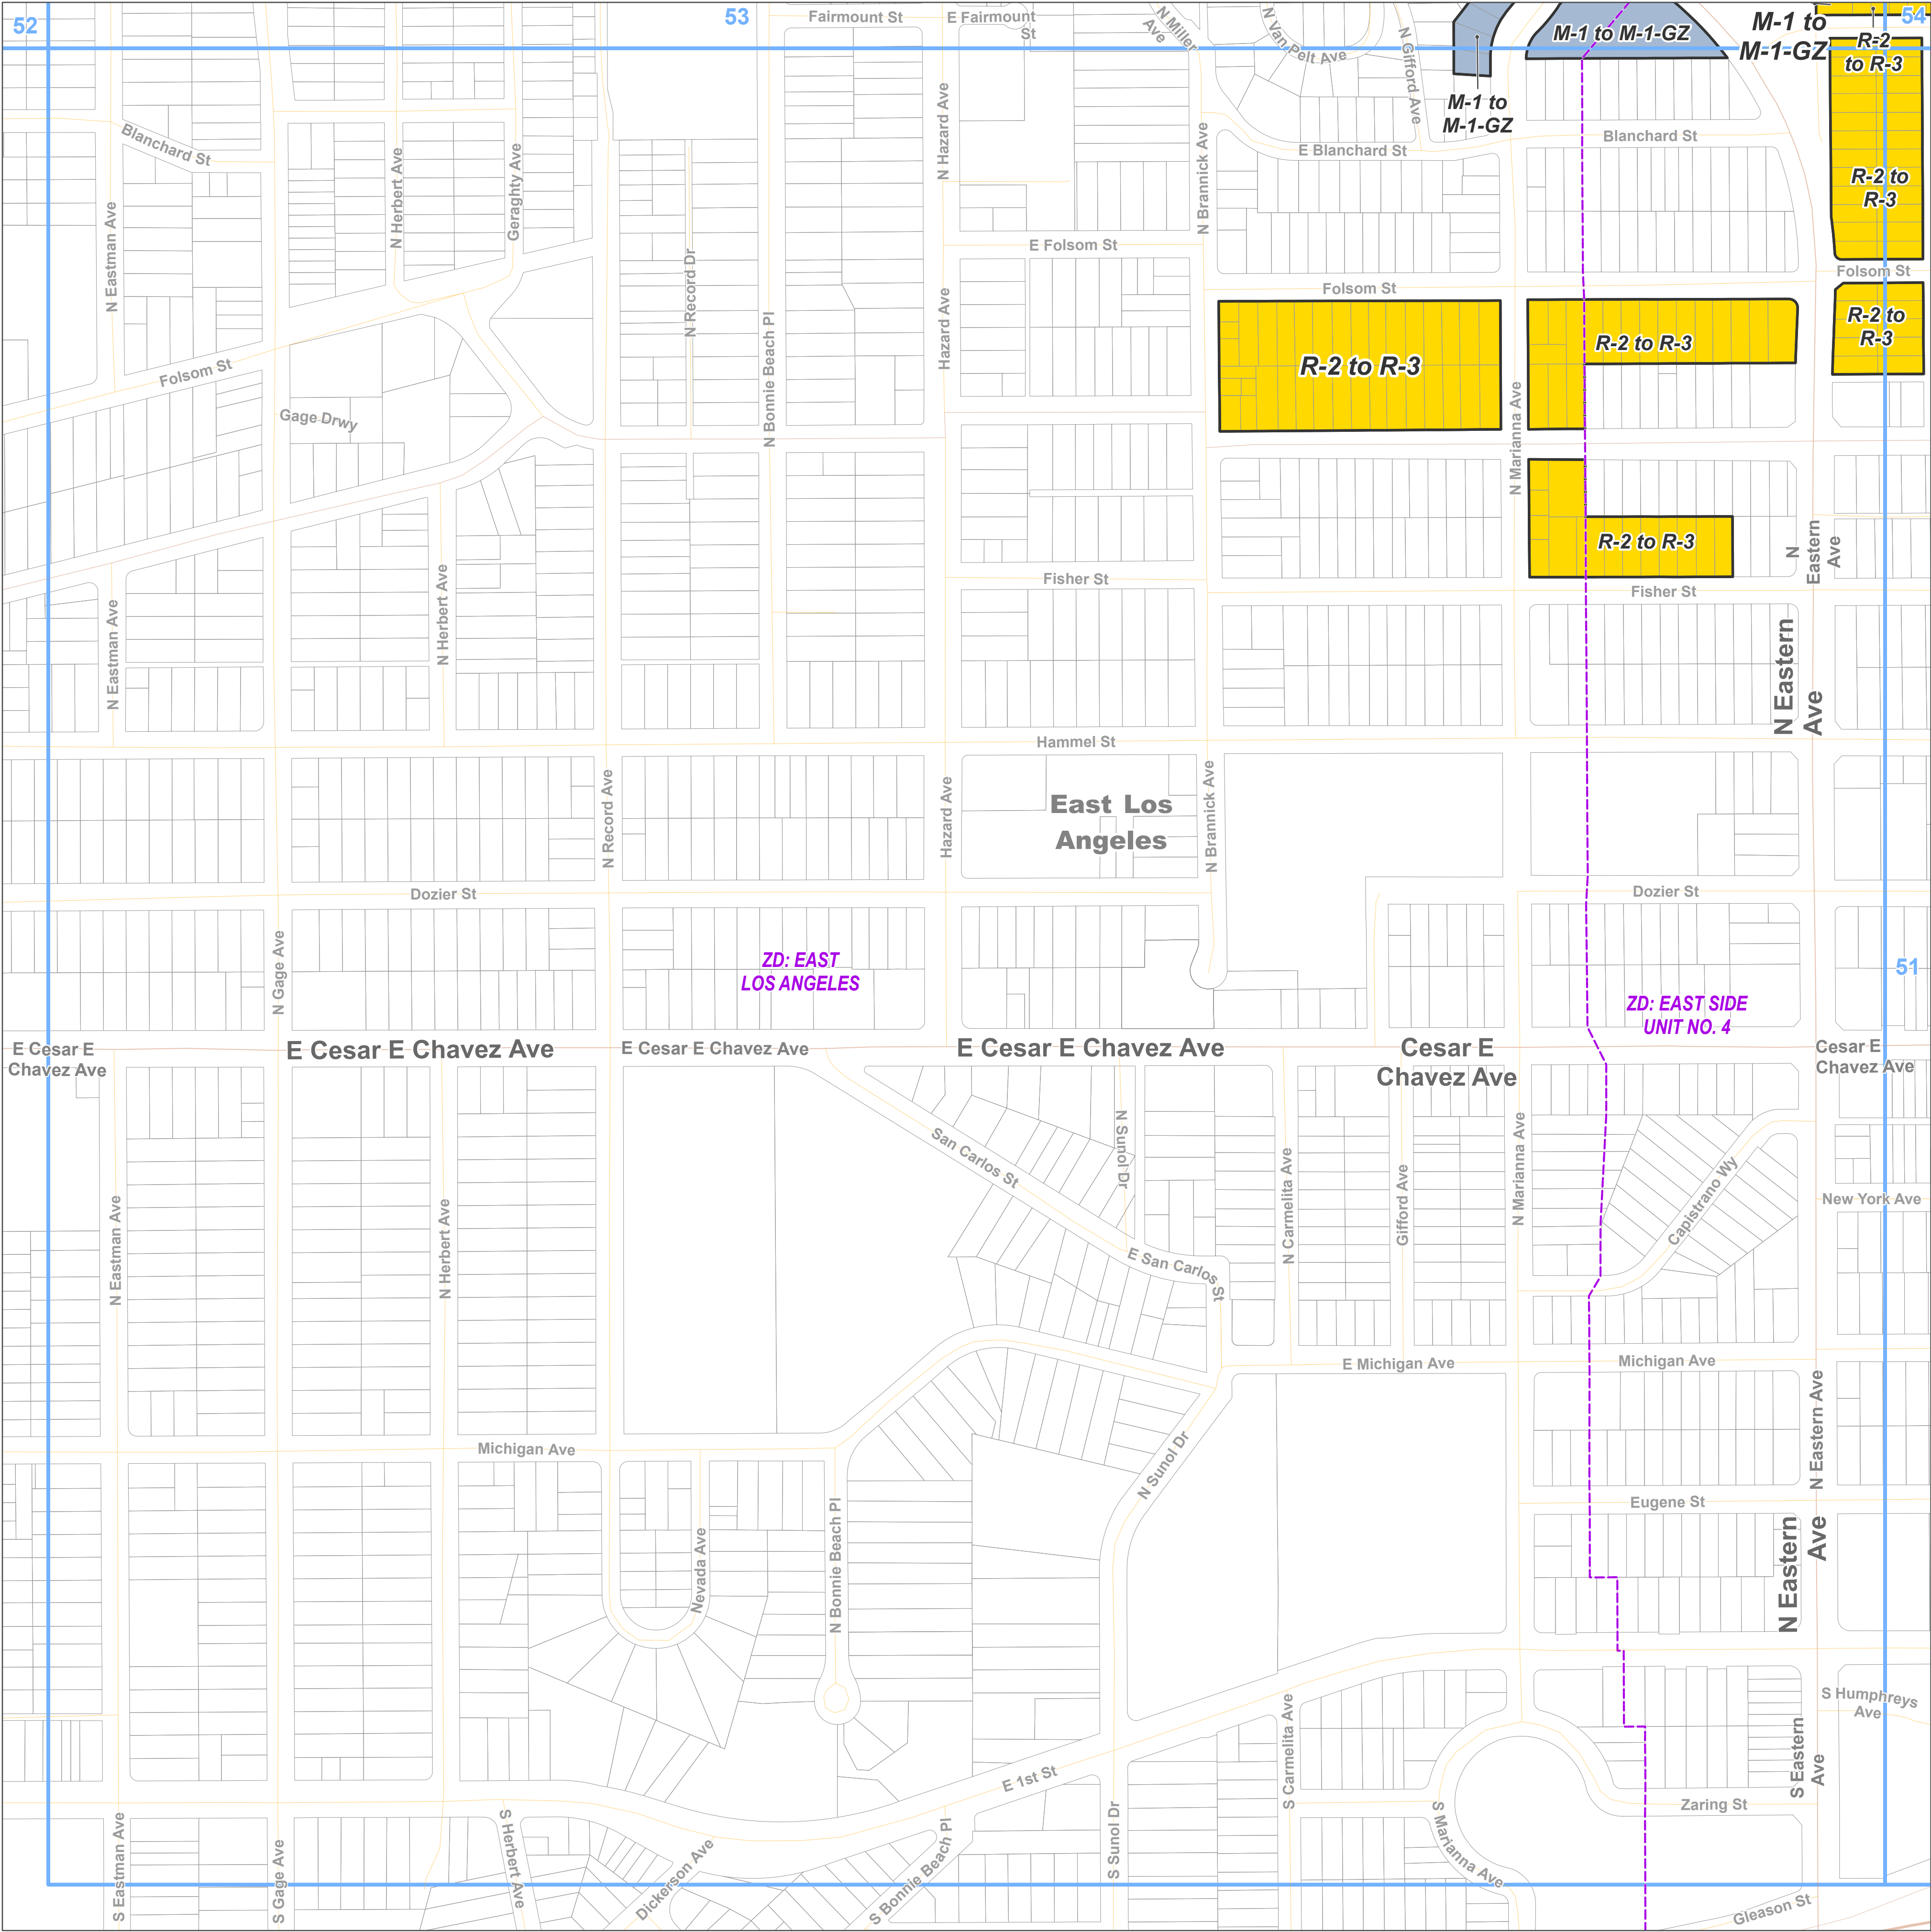 52
53
54
Fairmount St
E Fairmount
St
N Miller
Ave
N Van Pelt Ave
N Gifford Ave
M-1 to M-1-GZ
M-1 to
M-1-GZ
R-2
to R-3
M-1 to
M-1-GZ
Blanchard St
N Eastman Ave
N Herbert Ave
Geraghty Ave
N Hazard Ave
N Brannick Ave
E Blanchard St
Blanchard St
R-2 to
R-3
E Folsom St
Folsom St
Folsom St
N Record Dr
N Bonnie Beach Pl
Hazard Ave
R-2 to R-3
R-2 to R-3
R-2 to
R-3
Folsom St
Gage Drwy
N Marianna Ave
R-2 to R-3
N
Eastern
Ave
N Eastman Ave
N Herbert Ave
Fisher St
Fisher St
N Eastern
Ave
Hammel St
N Record Ave
Hazard Ave
East Los
Angeles
N Brannick Ave
Dozier St
Dozier St
N Gage Ave
ZD: EAST
LOS ANGELES
51
ZD: EAST SIDE
UNIT NO. 4
E Cesar E
Chavez Ave
E Cesar E Chavez Ave
E Cesar E Chavez Ave
E Cesar E Chavez Ave
Cesar E
Chavez Ave
Cesar E
Chavez Ave
San Carlos St
N Sunol Dr
N Eastman Ave
N Herbert Ave
N Carmelita Ave
Gifford Ave
N Marianna Ave
Capistrano Wy
New York Ave
E San Carlos St
E Michigan Ave
Michigan Ave
Michigan Ave
N Sunol Dr
N Eastern Ave
Eugene St
Nevada Ave
N Bonnie Beach Pl
N Eastern
Ave
S Humphreys
Ave
S Carmelita Ave
S Eastern
Ave
E 1st St
Zaring St
S Eastman Ave
S Gage Ave
S Herbert Ave
Dickerson Ave
S Bonnie Beach Pl
S Sunol Dr
S Marianna Ave
Gleason St